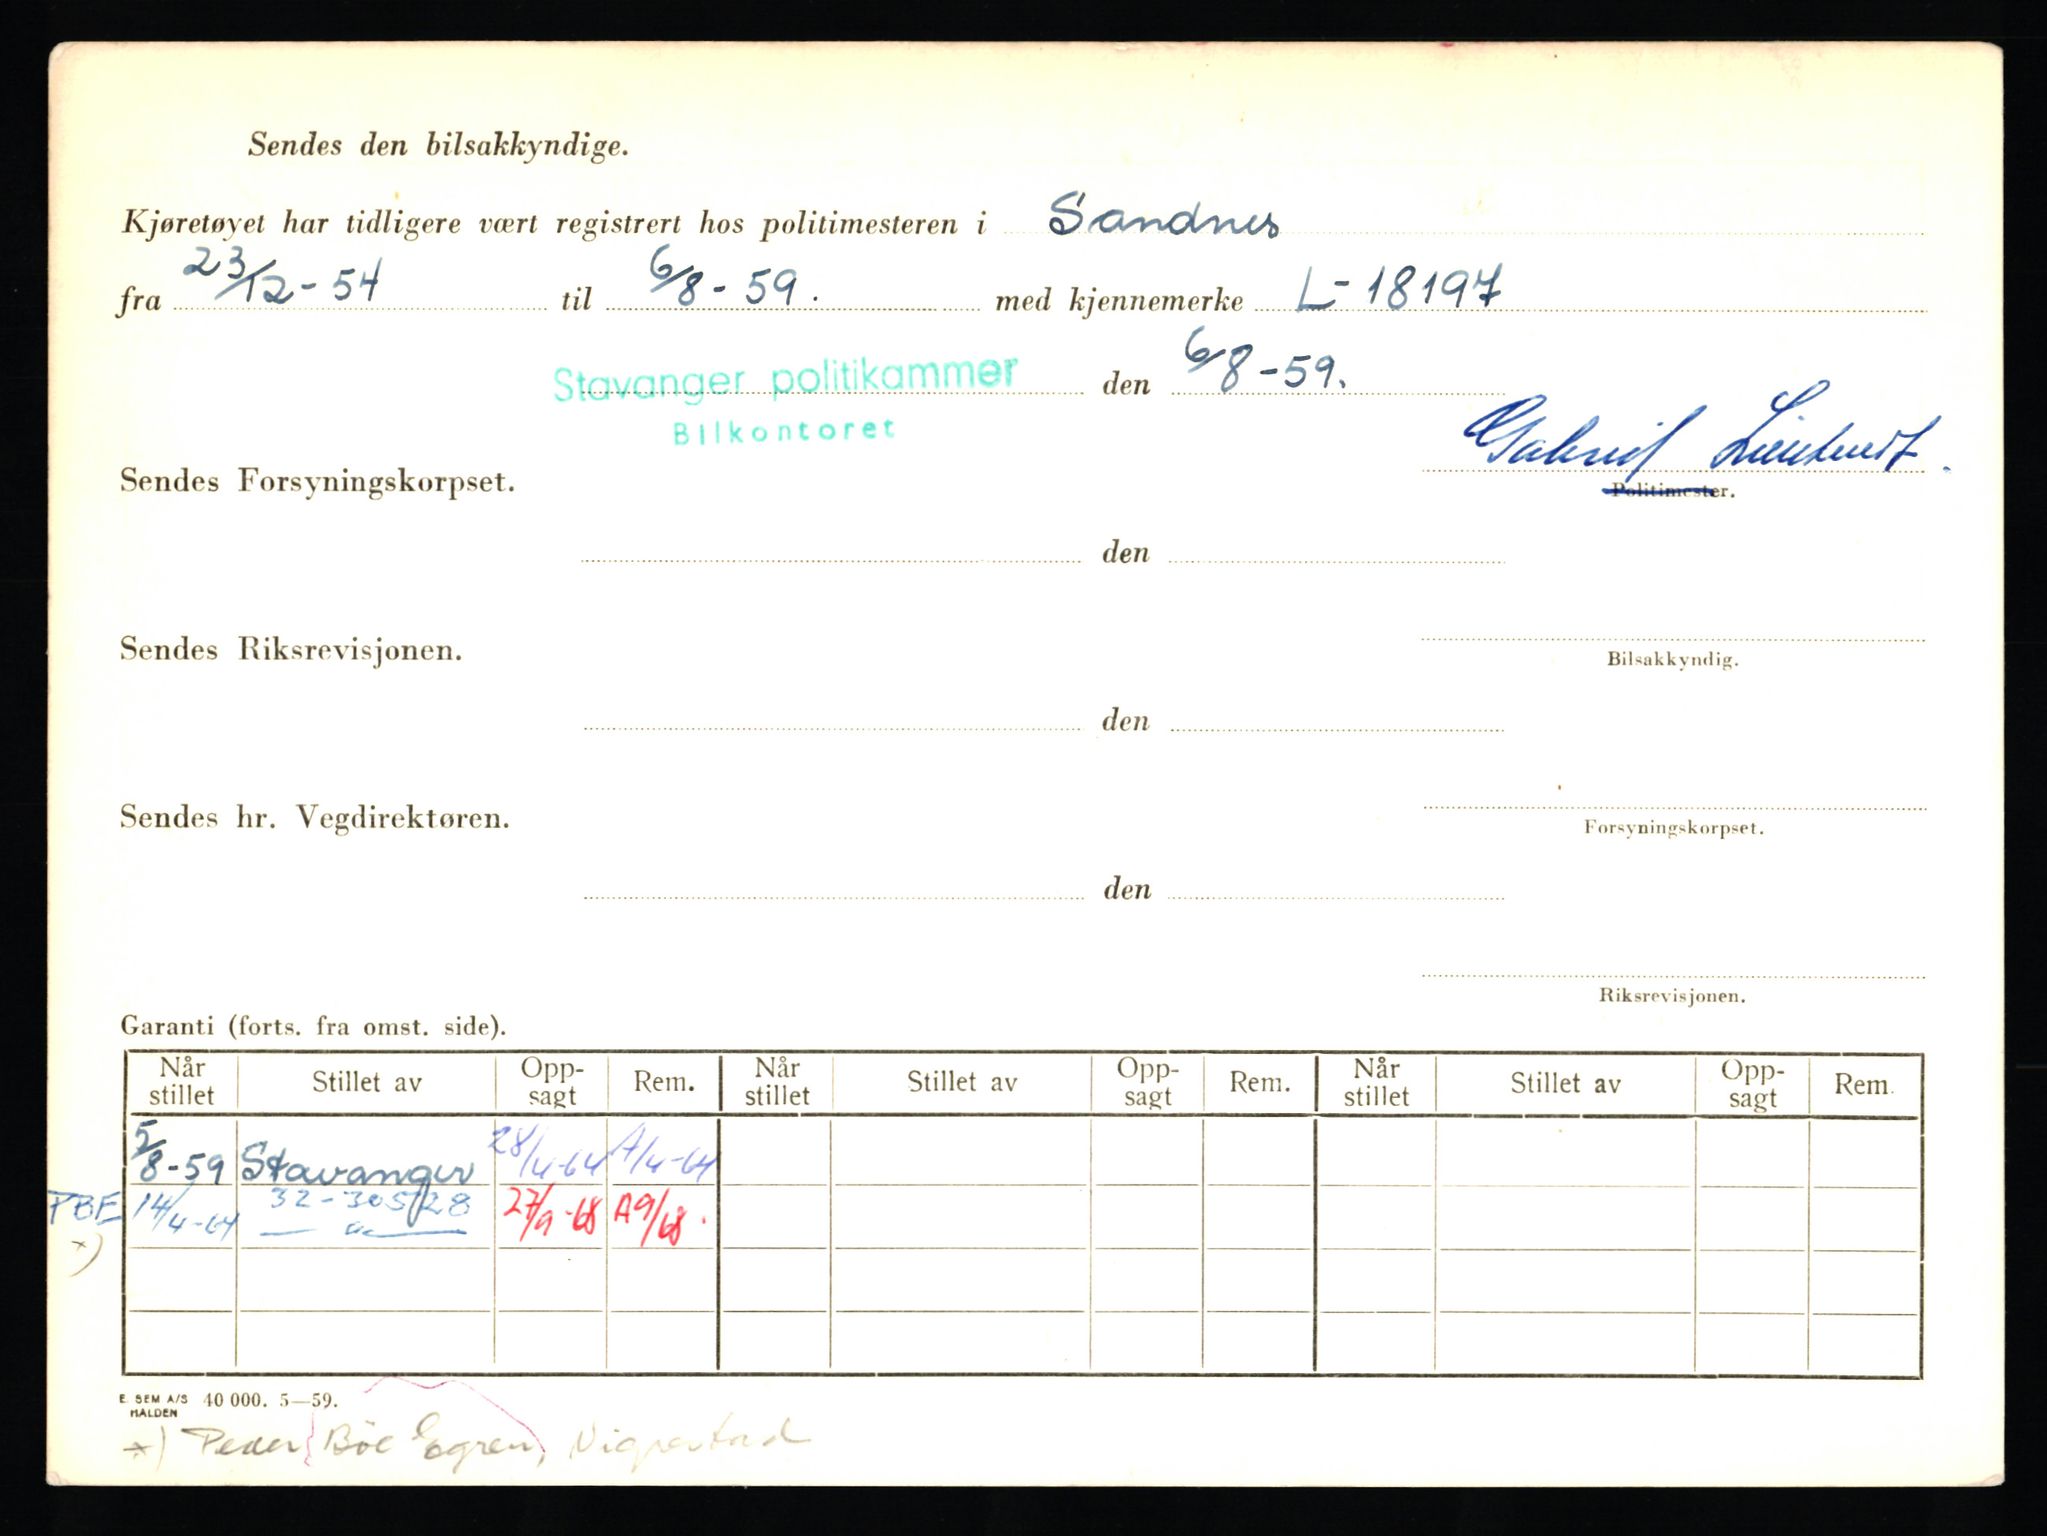 Sendes den bilsakkyndige.
Kjøretøyet har tidligere vært registrert hos politimesteren i Sandnes
fra 23/12-54 til 6/8-59. med kjennemerke L-18197
Stavanger politikammer den 6/8-59.
Bilkontoret
Gabriel
Sendes Forsyningskorpset.
Politimester.
den
Sendes Riksrevisjonen.
Bilsakkyndig.
den
Sendes hr. Vegdirektøren.
Forsyningskorpset.
den
Riksrevisjonen.
Garanti (forts. fra omst. side).
Når stillet Stillet av Opp-sagt Rem. Når stillet Stillet av Opp-sagt Rem. Når stillet Stillet av Opp-sagt Rem.
5/8-59 Stavanger 28/4-64 A/4-64
PBE 14/4-64 32-305728 27/9-68 A9/68.
*) — " —
E. SEM A/S 40 000. 5—59.
HALDEN
*) Peder Böe Egren,